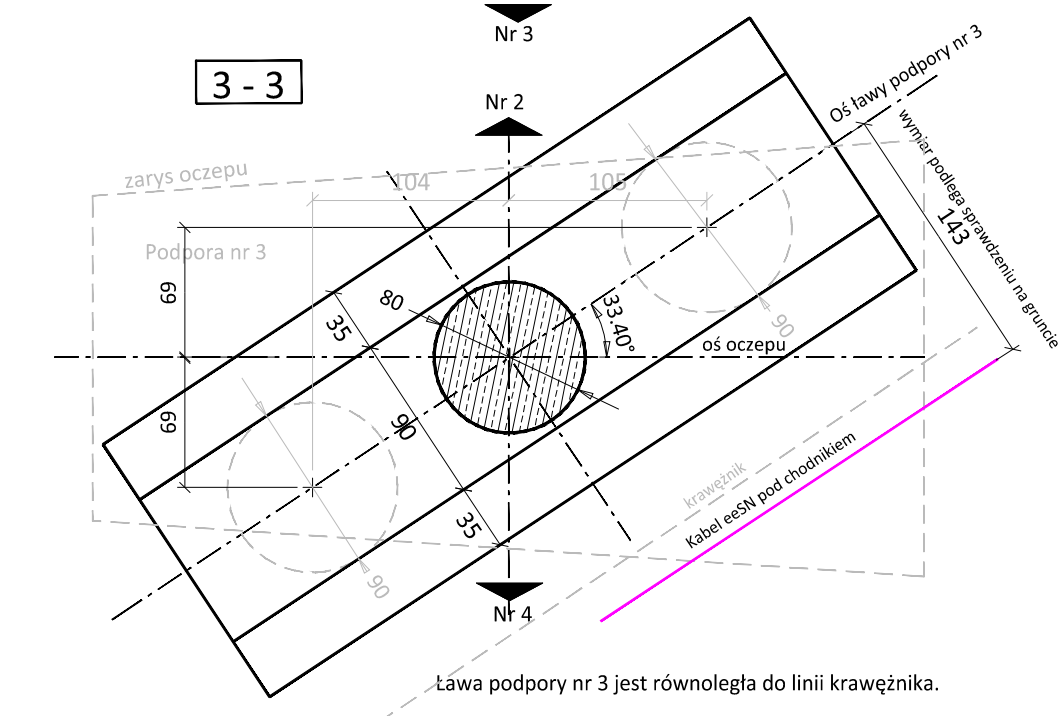 Nr 3
3 - 3
Nr 2
Oś ławy podpory nr 3
zarys oczepu
104
105
wymiar podlega sprawdzeniu na gruncie
143
Podpora nr 3
69
35
80
33.40°
90
oś oczepu
69
90
35
krawężnik
Kabel eeSN pod chodnikiem
90
Nr 4
Ława podpory nr 3 jest równoległa do linii krawężnika.